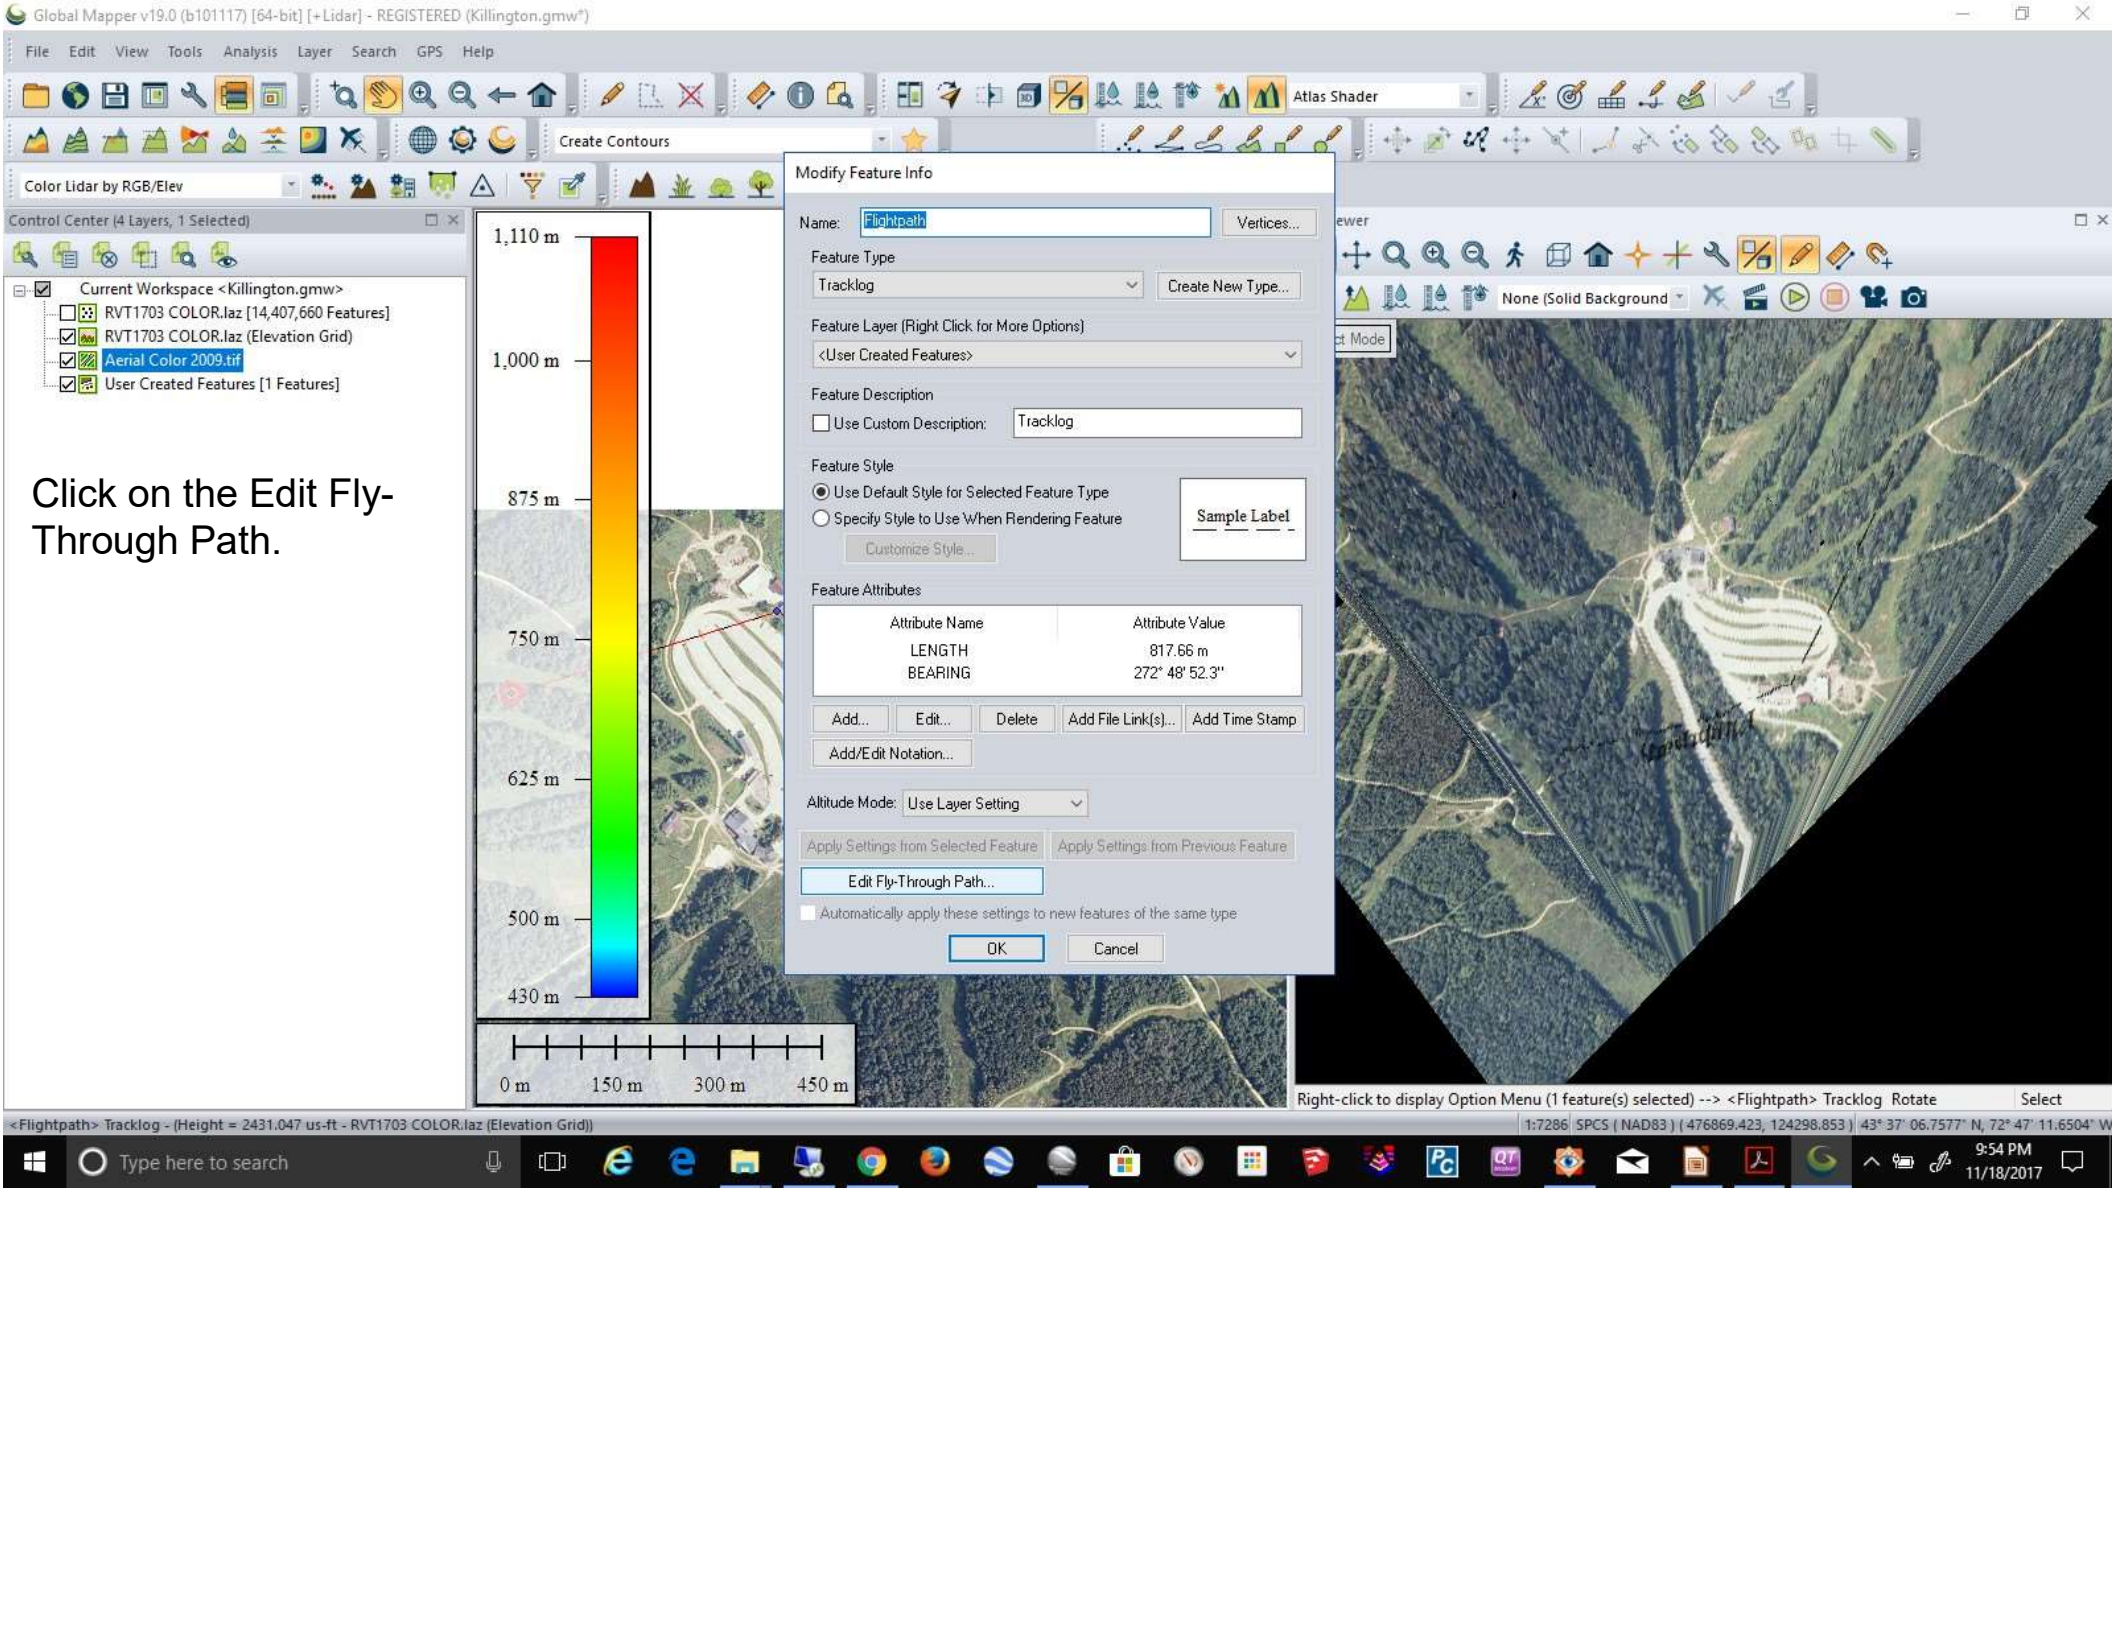 Global Mapper v19.0 (b101117) [64-bit] [+Lidar] - REGISTERED (Killington.gmw*)
File Edit View Tools Analysis Layer Search GPS Help
Atlas Shader
Create Contours
Color Lidar by RGB/Elev
Control Center (4 Layers, 1 Selected)
Current Workspace <Killington.gmw>
RVT1703 COLOR.laz [14,407,660 Features]
RVT1703 COLOR.laz (Elevation Grid)
Aerial Color 2009.tif
User Created Features [1 Features]
Click on the Edit Fly-
Through Path.
1,110 m
1,000 m
875 m
750 m
625 m
500 m
430 m
0 m 150 m 300 m 450 m
Modify Feature Info
Name: Flightpath Vertices...
Feature Type
Tracklog Create New Type...
Feature Layer (Right Click for More Options)
<User Created Features>
Feature Description
Use Custom Description: Tracklog
Feature Style
Use Default Style for Selected Feature Type
Specify Style to Use When Rendering Feature
Customize Style...
Sample Label
Feature Attributes
Attribute Name Attribute Value
LENGTH 817.66 m
BEARING 272° 48' 52.3"
Add... Edit... Delete Add File Link(s)... Add Time Stamp
Add/Edit Notation...
Altitude Mode: Use Layer Setting
Apply Settings from Selected Feature Apply Settings from Previous Feature
Edit Fly-Through Path...
Automatically apply these settings to new features of the same type
OK Cancel
ewer
None (Solid Background
ct Mode
Flightpath
Right-click to display Option Menu (1 feature(s) selected) --> <Flightpath> Tracklog Rotate Select
<Flightpath> Tracklog - (Height = 2431.047 us-ft - RVT1703 COLOR.laz (Elevation Grid))
1:7286 SPCS ( NAD83 ) ( 476869.423, 124298.853 ) 43° 37' 06.7577" N, 72° 47' 11.6504" W
Type here to search
9:54 PM
11/18/2017